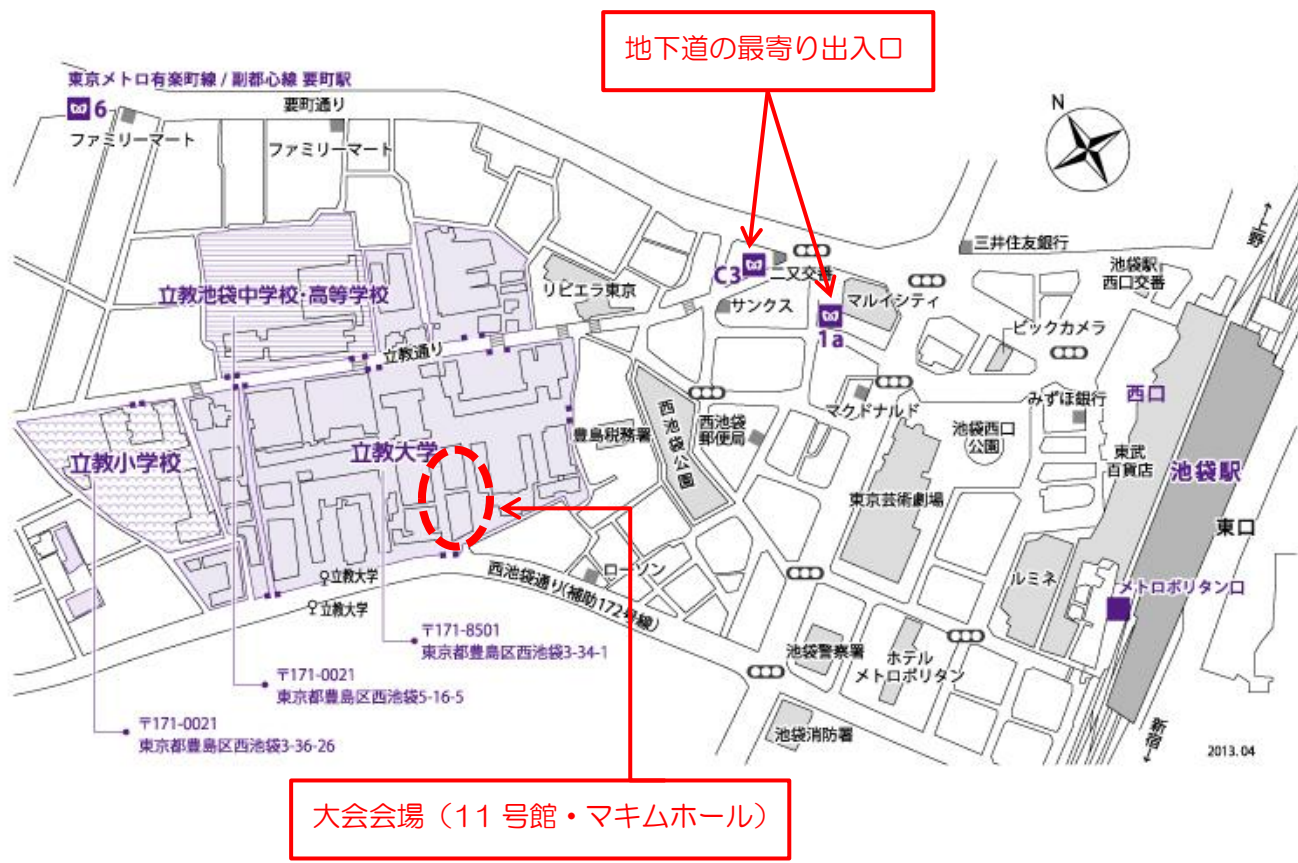 地下道の最寄り出入口
東京メトロ有楽町線 / 副都心線 要町駅
6
要町通り
ファミリーマート
ファミリーマート
N
←上野
三井住友銀行
池袋駅
西口交番
C3
二又交番
リビエラ東京
サンクス
マルイシティ
立教池袋中学校・高等学校
1a
ビックカメラ
立教通り
西口
みずほ銀行
マクドナルド
西池袋公園
西池袋
郵便局
池袋西口
公園
豊島税務署
立教大学
立教小学校
東武
百貨店
池袋駅
東京芸術劇場
東口
ローソン
西池袋通り(補助172号線)
立教大学
立教大学
ルミネ
メトロポリタン口
〒171-8501
東京都豊島区西池袋3-34-1
池袋警察署
ホテル
メトロポリタン
〒171-0021
東京都豊島区西池袋5-16-5
〒171-0021
東京都豊島区西池袋3-36-26
池袋消防署
新宿→
2013.04
大会会場（11 号館・マキムホール）